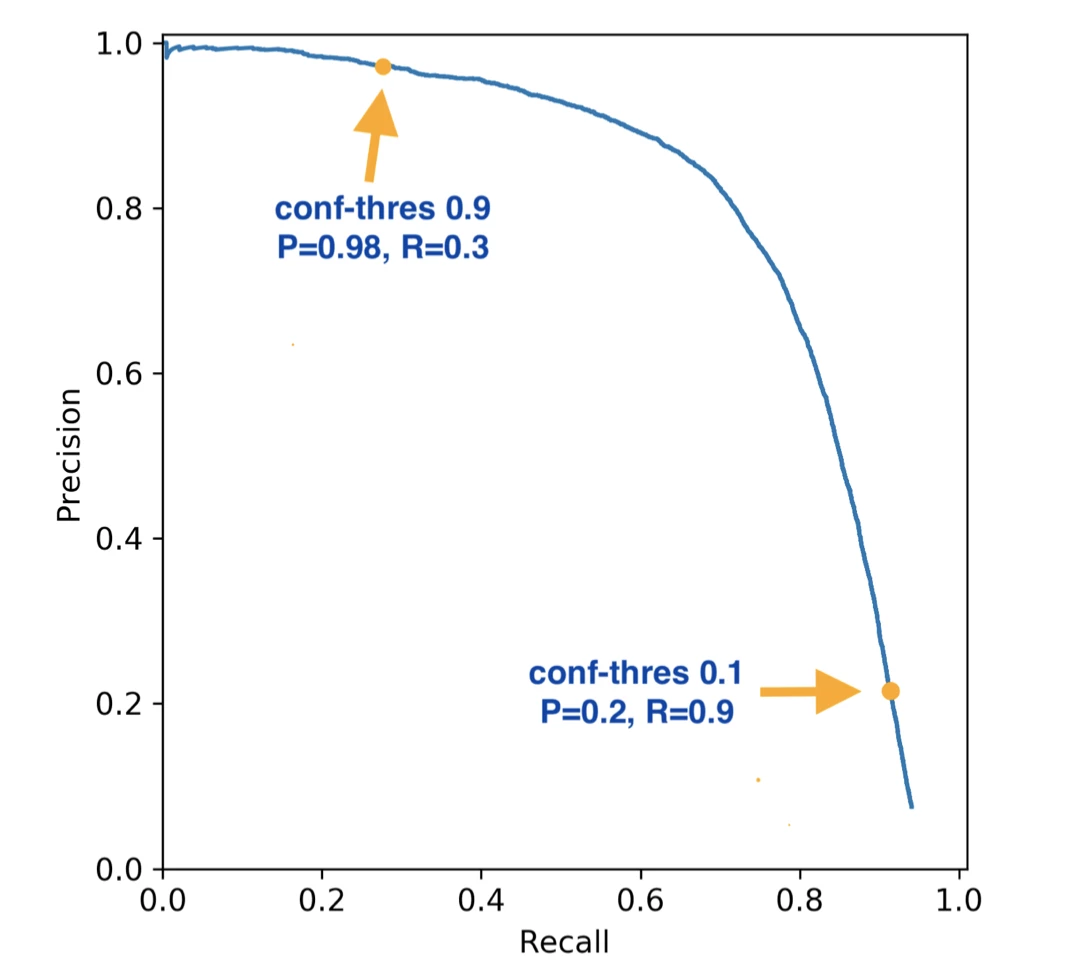 1.0
0.8
0.6
0.4
0.2
0.0
Precision
conf-thres 0.9
P=0.98, R=0.3
conf-thres 0.1
P=0.2, R=0.9
0.0 0.2 0.4 0.6 0.8 1.0
Recall